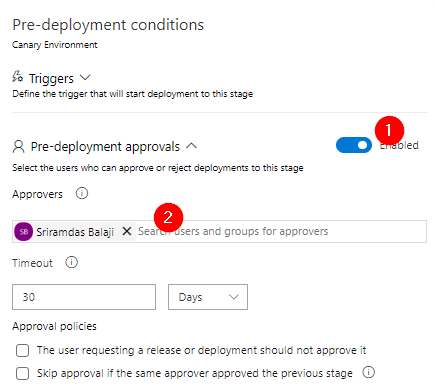 Pre-deployment conditions
Canary Environment
Triggers
Define the trigger that will start deployment to this stage
Pre-deployment approvals
1
Enabled
Select the users who can approve or reject deployments to this stage
Approvers
2
SB Sriramdas Balaji Search users and groups for approvers
Timeout
30 Days
Approval policies
The user requesting a release or deployment should not approve it
Skip approval if the same approver approved the previous stage